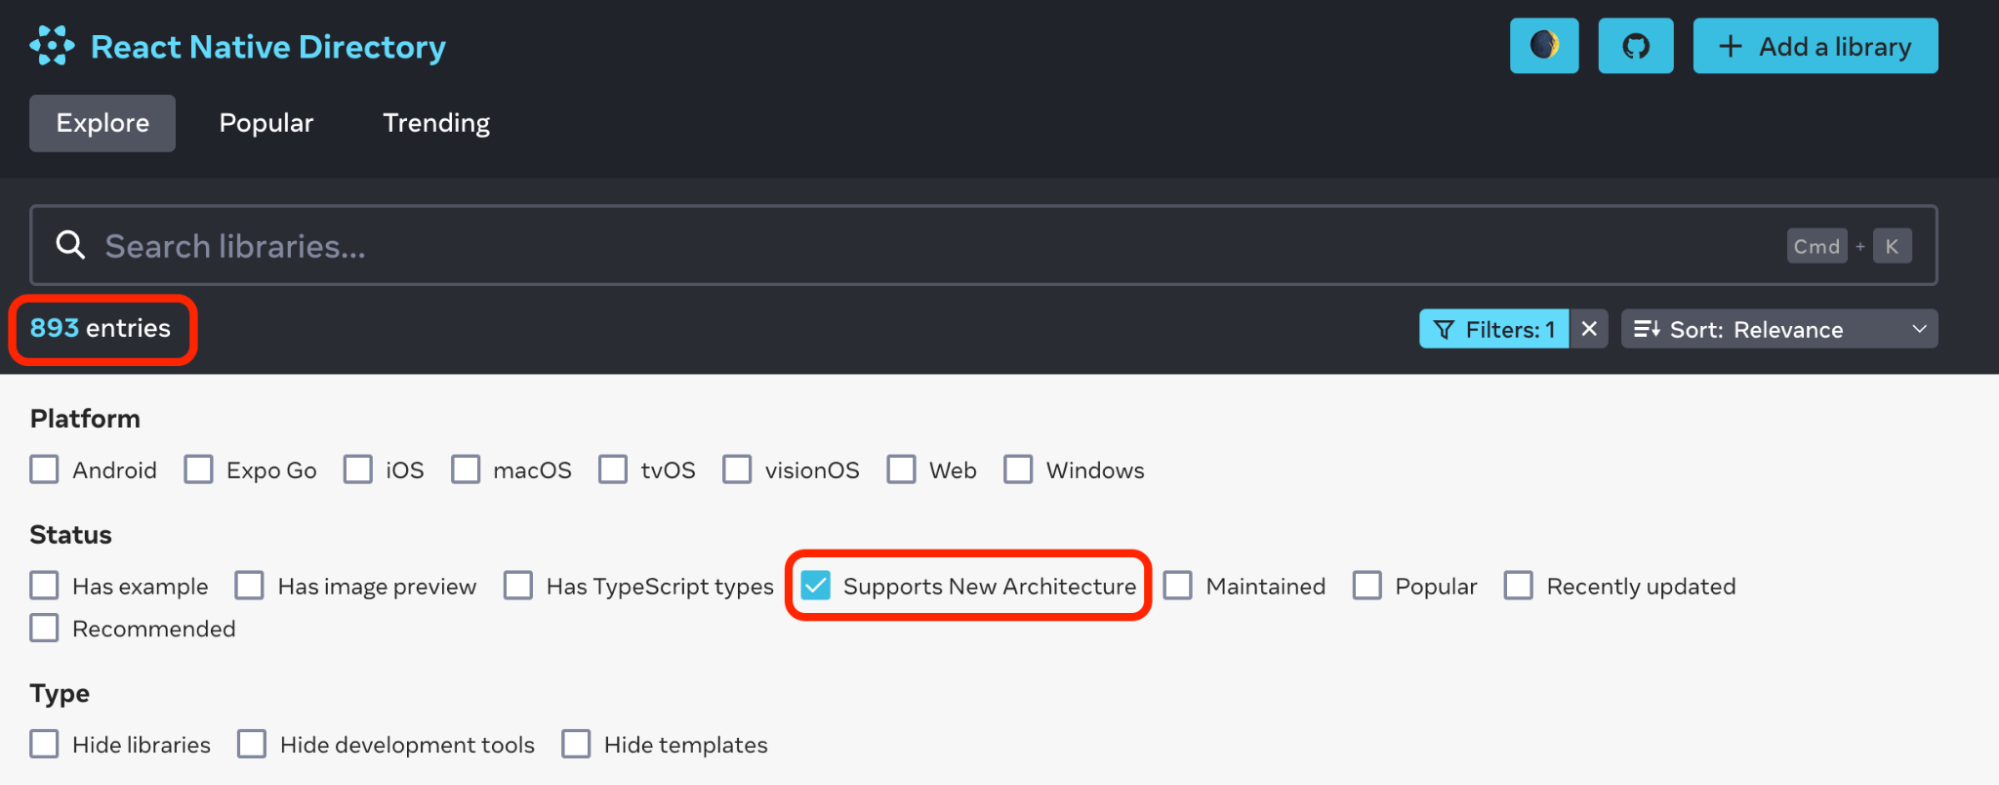 React Native Directory
Add a library
Explore Popular Trending
Search libraries... Cmd + K
893 entries Filters: 1 Sort: Relevance
Platform
Android Expo Go iOS macOS tvOS visionOS Web Windows
Status
Has example Has image preview Has TypeScript types Supports New Architecture Maintained Popular Recently updated
Recommended
Type
Hide libraries Hide development tools Hide templates